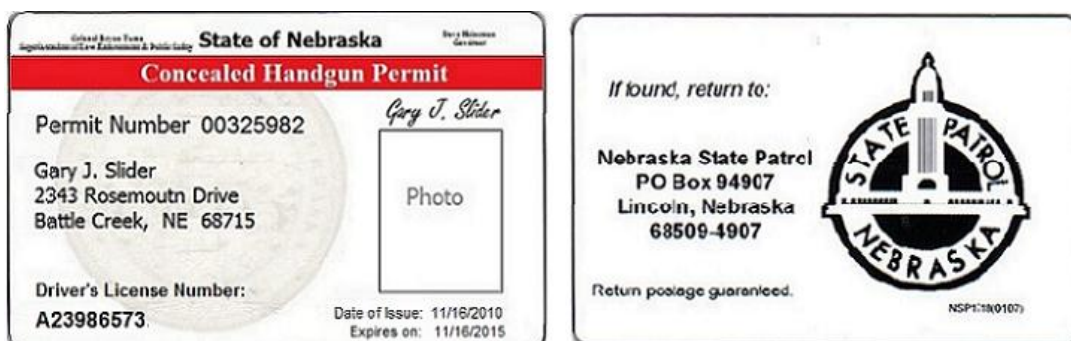 State of Nebraska
Governor
Concealed Handgun Permit
Gary J. Slider
Permit Number 00325982
Gary J. Slider
2343 Rosemoutn Drive
Battle Creek, NE 68715
Photo
Driver's License Number:
A23986573
Date of Issue: 11/16/2010
Expires on: 11/16/2015
If found, return to:
Nebraska State Patrol
PO Box 94907
Lincoln, Nebraska
68509-4907
Return postage guaranteed.
STATE PATROL
NEBRASKA